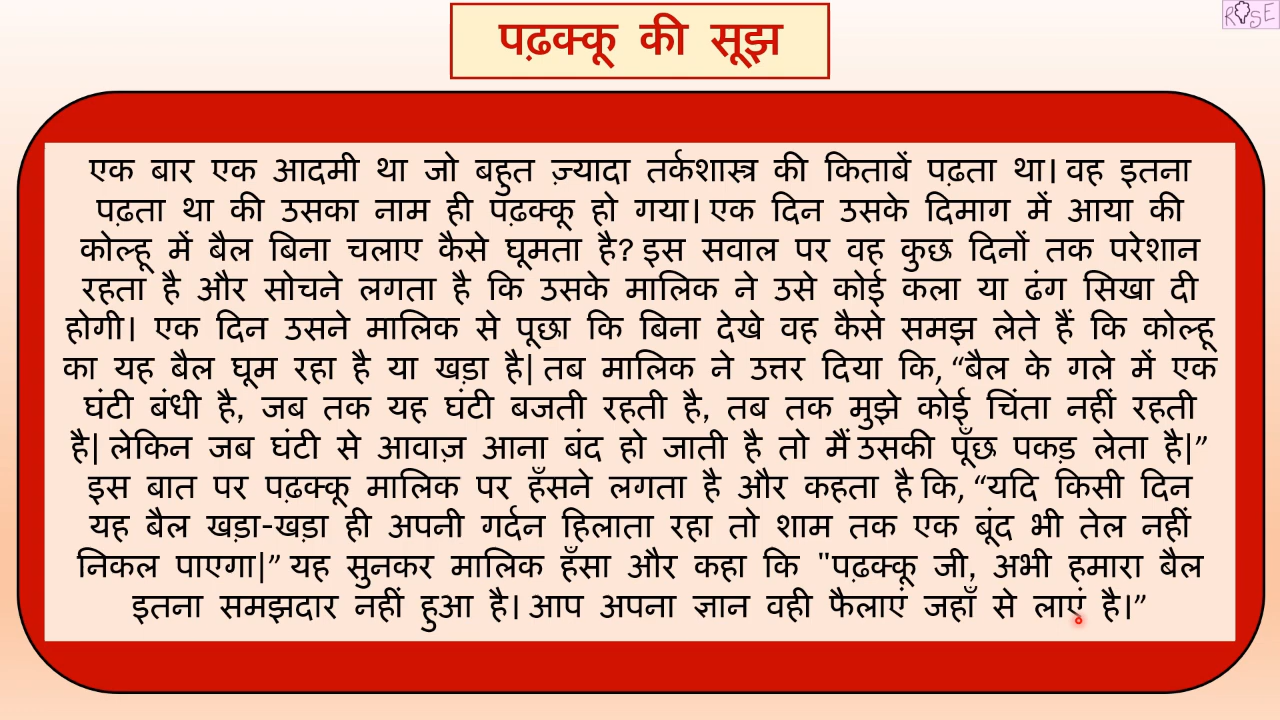 पढ़क्कू की सूझ
R SE
एक बार एक आदमी था जो बहुत ज़्यादा तर्कशास्त्र की किताबें पढ़ता था। वह इतना
पढ़ता था की उसका नाम ही पढ़क्कू हो गया। एक दिन उसके दिमाग में आया की
कोल्हू में बैल बिना चलाए कैसे घूमता है? इस सवाल पर वह कुछ दिनों तक परेशान
रहता है और सोचने लगता है कि उसके मालिक ने उसे कोई कला या ढंग सिखा दी
होगी। एक दिन उसने मालिक से पूछा कि बिना देखे वह कैसे समझ लेते हैं कि कोल्हू
का यह बैल घूम रहा है या खड़ा है| तब मालिक ने उत्तर दिया कि, “बैल के गले में एक
घंटी बंधी है, जब तक यह घंटी बजती रहती है, तब तक मुझे कोई चिंता नहीं रहती
है| लेकिन जब घंटी से आवाज़ आना बंद हो जाती है तो मैं उसकी पूँछ पकड़ लेता है|”
इस बात पर पढ़क्कू मालिक पर हँसने लगता है और कहता है कि, “यदि किसी दिन
यह बैल खड़ा-खड़ा ही अपनी गर्दन हिलाता रहा तो शाम तक एक बूंद भी तेल नहीं
निकल पाएगा|” यह सुनकर मालिक हँसा और कहा कि "पढ़क्कू जी, अभी हमारा बैल
इतना समझदार नहीं हुआ है। आप अपना ज्ञान वही फैलाएं जहाँ से लाएं है।”